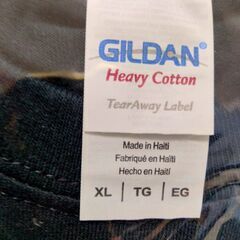 GILDAN®
Heavy Cotton
TearAway Label
Made in Haiti
Fabriqué en Haïti
Hecho en Haití
XL | TG | EG